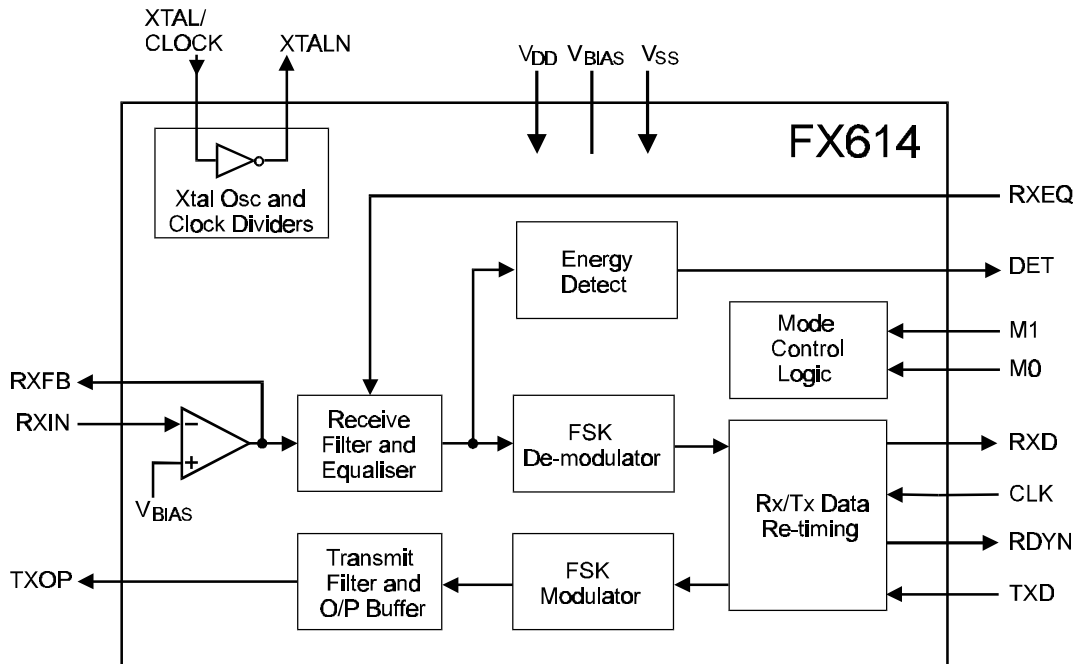 XTAL/
CLOCK
XTALN
VDD
VBIAS
VSS
FX614
Xtal Osc and
Clock Dividers
RXEQ
Energy
Detect
DET
Mode
Control
Logic
M1
M0
RXFB
RXIN
−
+
VBIAS
Receive
Filter and
Equaliser
FSK
De-modulator
Rx/Tx Data
Re-timing
RXD
CLK
RDYN
TXD
TXOP
Transmit
Filter and
O/P Buffer
FSK
Modulator